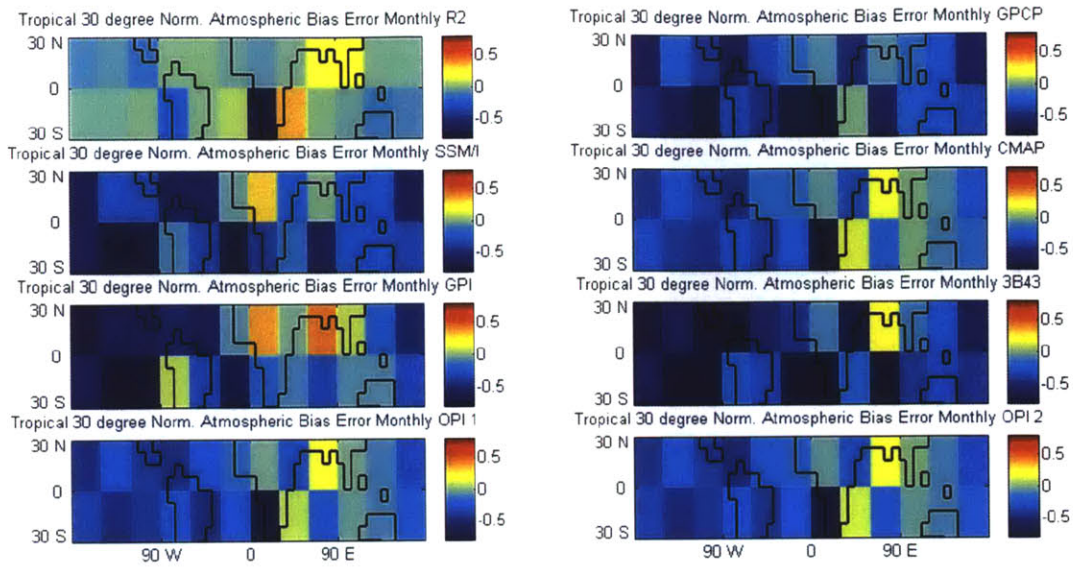 Tropical 30 degree Norm. Atmospheric Bias Error Monthly R2
30 N
0
30 S
0.5
0
-0.5
Tropical 30 degree Norm. Atmospheric Bias Error Monthly SSM/I
30 N
0
30 S
0.5
0
-0.5
Tropical 30 degree Norm. Atmospheric Bias Error Monthly GPI
30 N
0
30 S
0.5
0
-0.5
Tropical 30 degree Norm. Atmospheric Bias Error Monthly OPI 1
30 N
0
30 S
0.5
0
-0.5
90 W 0 90 E
Tropical 30 degree Norm. Atmospheric Bias Error Monthly GPCP
30 N
0
30 S
0.5
0
-0.5
Tropical 30 degree Norm. Atmospheric Bias Error Monthly CMAP
30 N
0
30 S
0.5
0
-0.5
Tropical 30 degree Norm. Atmospheric Bias Error Monthly 3B43
30 N
0
30 S
0.5
0
-0.5
Tropical 30 degree Norm. Atmospheric Bias Error Monthly OPI 2
30 N
0
30 S
0.5
0
-0.5
90 W 0 90 E